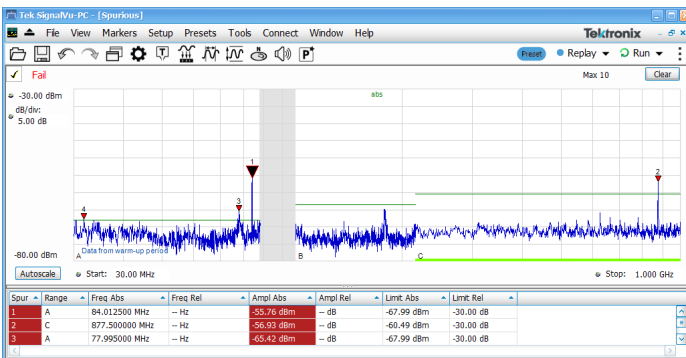 Tek SignalVu-PC - [Spurious]
File View Markers Setup Presets Tools Connect Window Help Tektronix
Preset Replay Run
Fail Max 10 Clear
-30.00 dBm
dB/div:
5.00 dB
abs
1
2
3
4
-80.00 dBm
A
Data from warm-up period
B
C
Autoscale Start: 30.00 MHz Stop: 1.000 GHz
Spur Range Freq Abs Freq Rel Ampl Abs Ampl Rel Limit Abs Limit Rel
1 A 84.012500 MHz -- Hz -55.76 dBm -- dB -67.99 dBm -30.00 dB
2 C 877.500000 MHz -- Hz -56.93 dBm -- dB -60.49 dBm -30.00 dB
3 A 77.995000 MHz -- Hz -65.42 dBm -- dB -67.99 dBm -30.00 dB